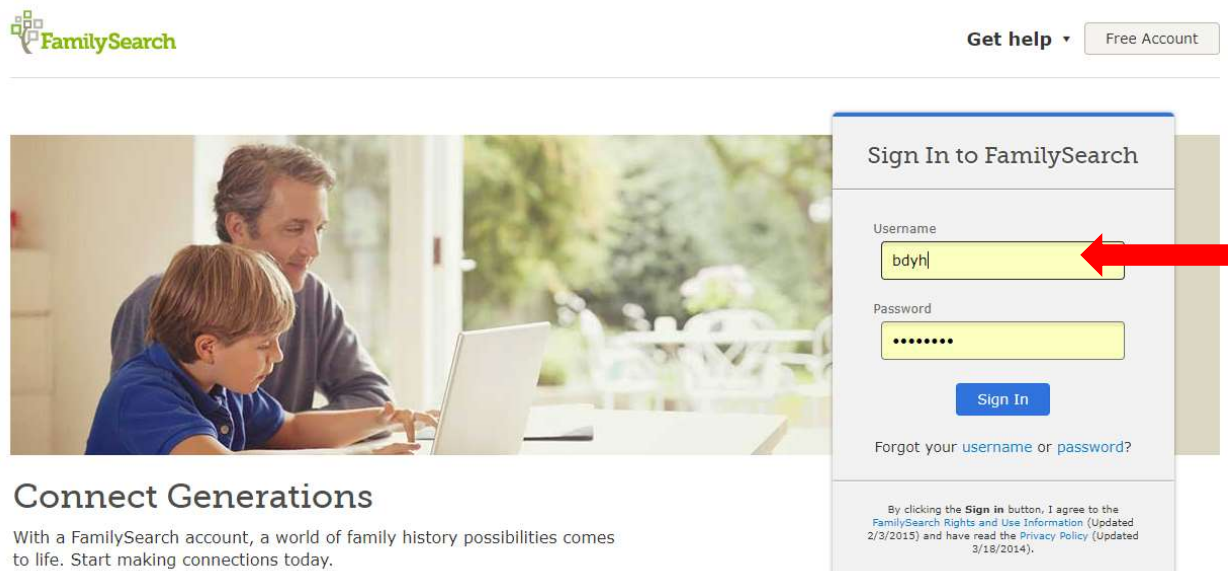 FamilySearch
Get help ▾
Free Account
Sign In to FamilySearch
Username
bdyh
Password
••••••••
Sign In
Forgot your username or password?
By clicking the Sign in button, I agree to the
FamilySearch Rights and Use Information (Updated
2/3/2015) and have read the Privacy Policy (Updated
3/18/2014).
Connect Generations
With a FamilySearch account, a world of family history possibilities comes
to life. Start making connections today.